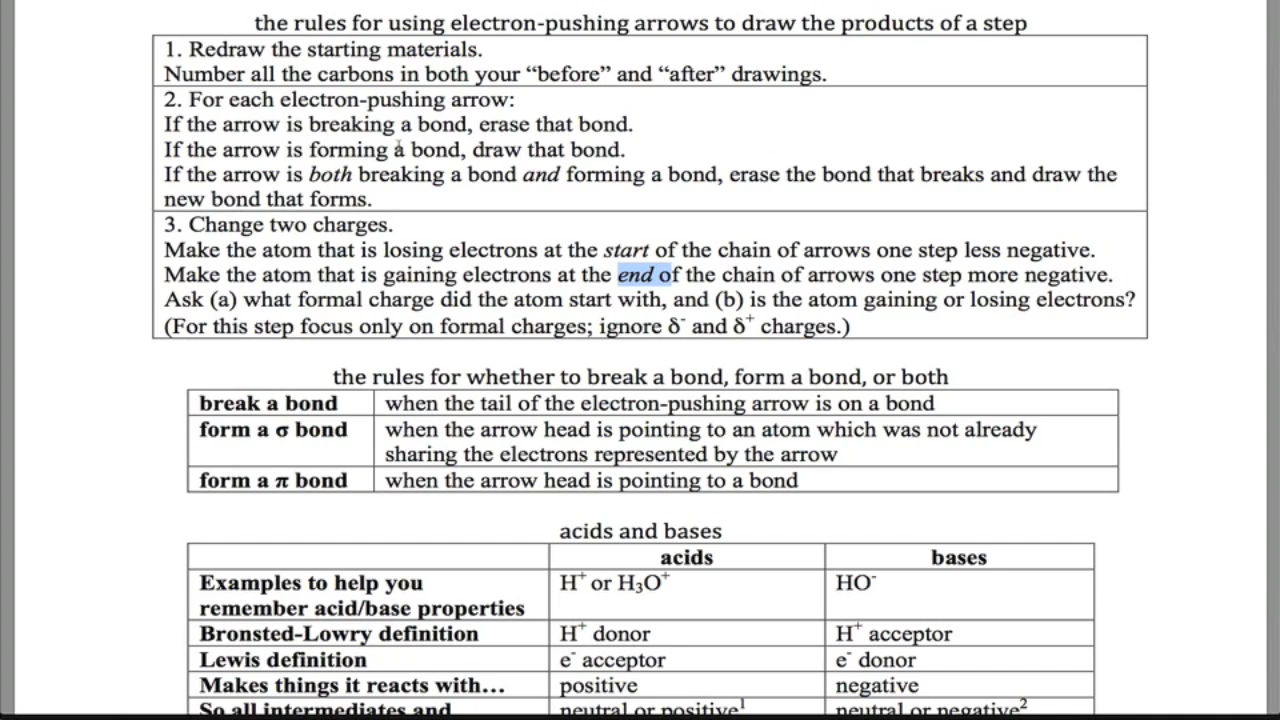 the rules for using electron-pushing arrows to draw the products of a step
1. Redraw the starting materials.
Number all the carbons in both your “before” and “after” drawings.
2. For each electron-pushing arrow:
If the arrow is breaking a bond, erase that bond.
If the arrow is forming a bond, draw that bond.
If the arrow is both breaking a bond and forming a bond, erase the bond that breaks and draw the
new bond that forms.
3. Change two charges.
Make the atom that is losing electrons at the start of the chain of arrows one step less negative.
Make the atom that is gaining electrons at the end of the chain of arrows one step more negative.
Ask (a) what formal charge did the atom start with, and (b) is the atom gaining or losing electrons?
(For this step focus only on formal charges; ignore δ⁻ and δ⁺ charges.)
the rules for whether to break a bond, form a bond, or both
break a bond when the tail of the electron-pushing arrow is on a bond
form a σ bond when the arrow head is pointing to an atom which was not already
sharing the electrons represented by the arrow
form a π bond when the arrow head is pointing to a bond
acids and bases
acids bases
Examples to help you H⁺ or H₃O⁺ HO⁻
remember acid/base properties
Bronsted-Lowry definition H⁺ donor H⁺ acceptor
Lewis definition e⁻ acceptor e⁻ donor
Makes things it reacts with… positive negative
So all intermediates and neutral or positive¹ neutral or negative²